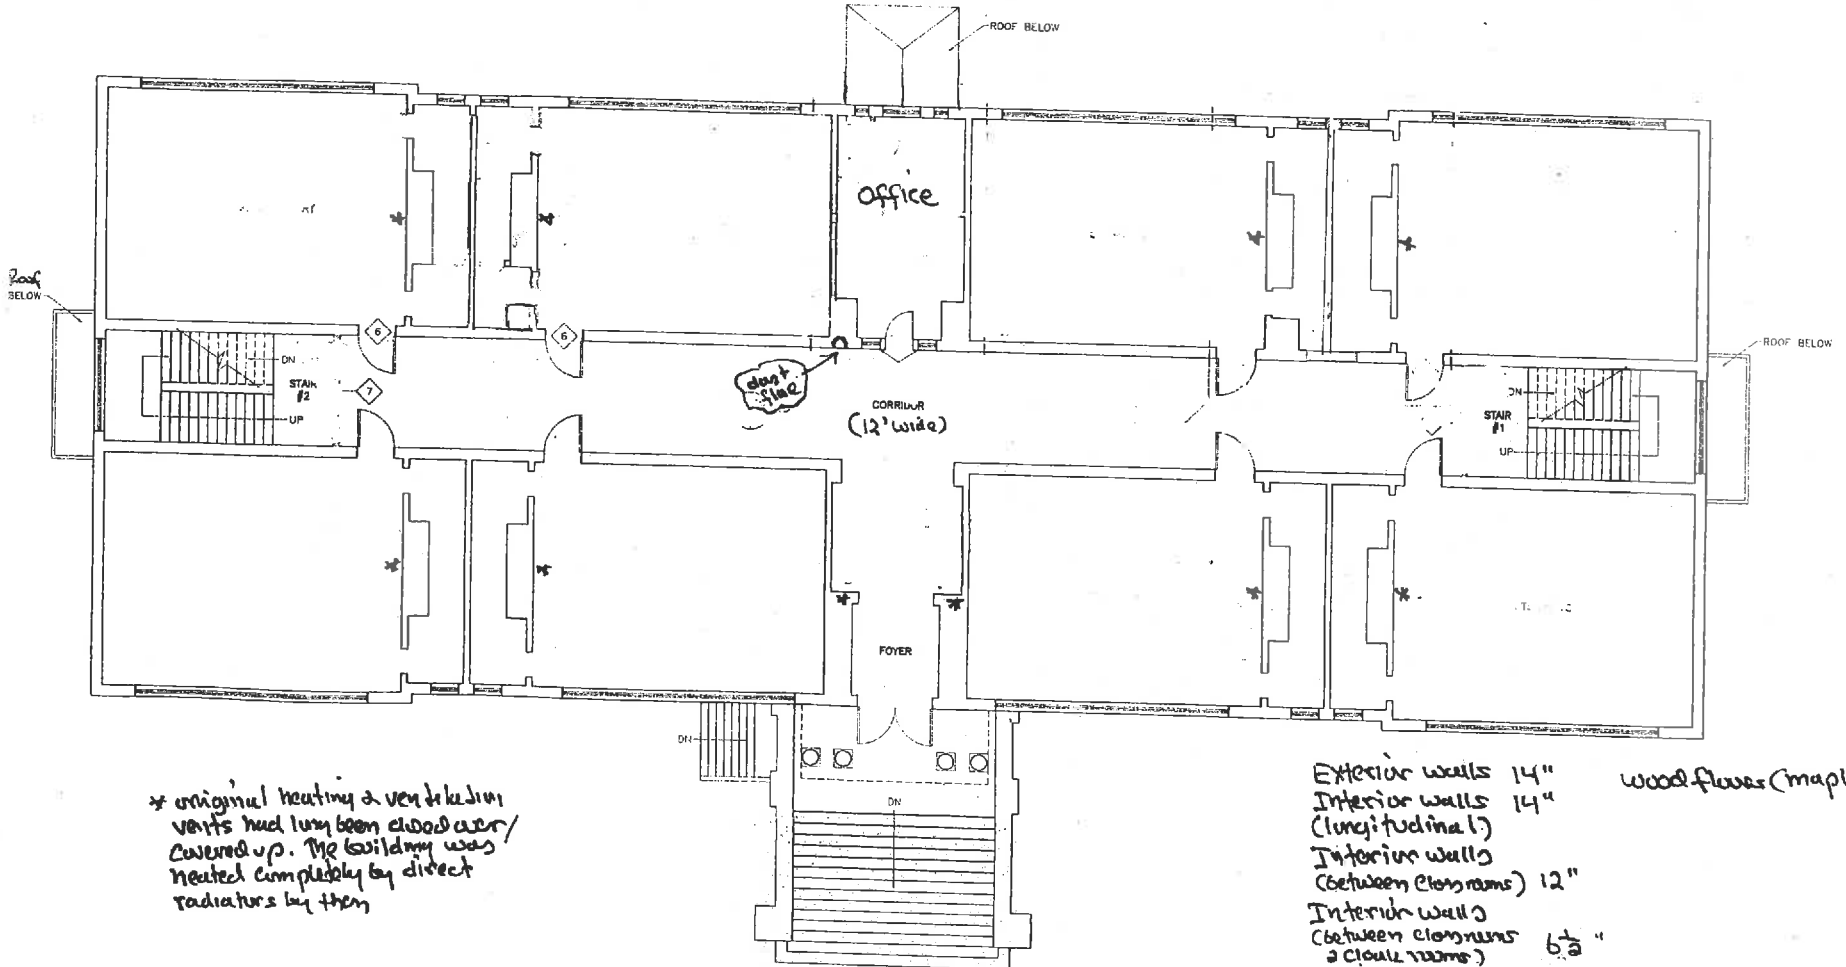 ROOF BELOW
Office
Roof
BELOW
6
6
DN
STAIR
#2
7
UP
dust
flue
CORRIDOR
(12' wide)
ROOF BELOW
DN
STAIR
#1
UP
FOYER
DN
DN
* original heating & ventilation
vents had long been closed over/
covered up. The building was
heated completely by direct
radiators by then
Exterior walls 14"
Interior walls 14"
(longitudinal)
Interior walls
(between classrooms) 12"
Interior walls
(between classrooms
& cloak rooms) 6½"
wood floors (mapl